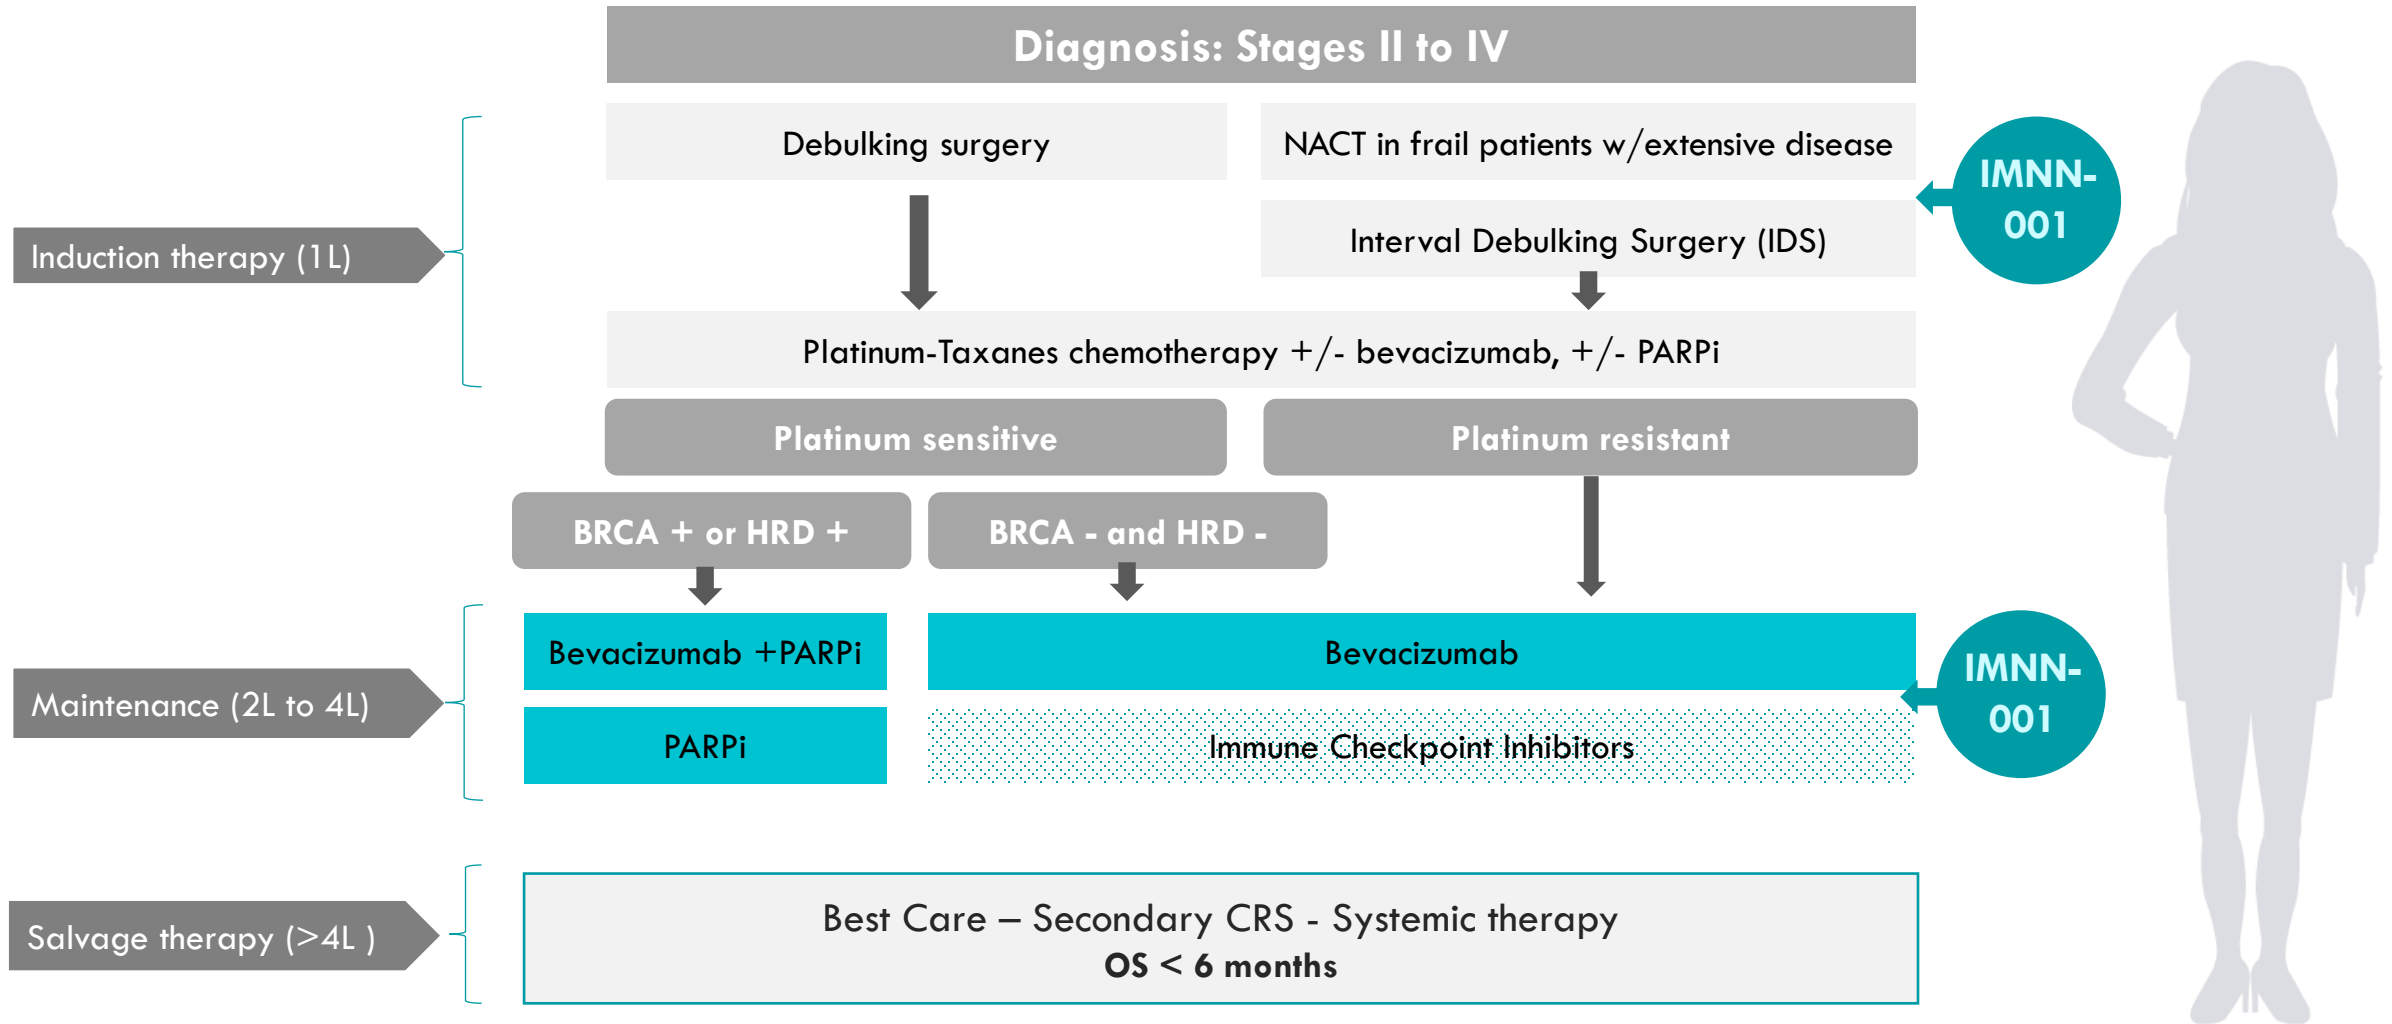 Diagnosis: Stages II to IV
Debulking surgery
NACT in frail patients w/extensive disease
IMNN-
001
Interval Debulking Surgery (IDS)
Induction therapy (1L)
Platinum-Taxanes chemotherapy +/- bevacizumab, +/- PARPi
Platinum sensitive
Platinum resistant
BRCA + or HRD +
BRCA - and HRD -
Bevacizumab +PARPi
Bevacizumab
IMNN-
001
Maintenance (2L to 4L)
PARPi
Immune Checkpoint Inhibitors
Salvage therapy (>4L )
Best Care – Secondary CRS - Systemic therapy
OS < 6 months